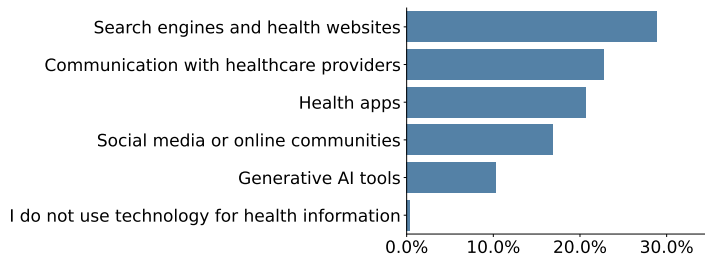 Search engines and health websites
Communication with healthcare providers
Health apps
Social media or online communities
Generative AI tools
I do not use technology for health information
0.0% 10.0% 20.0% 30.0%